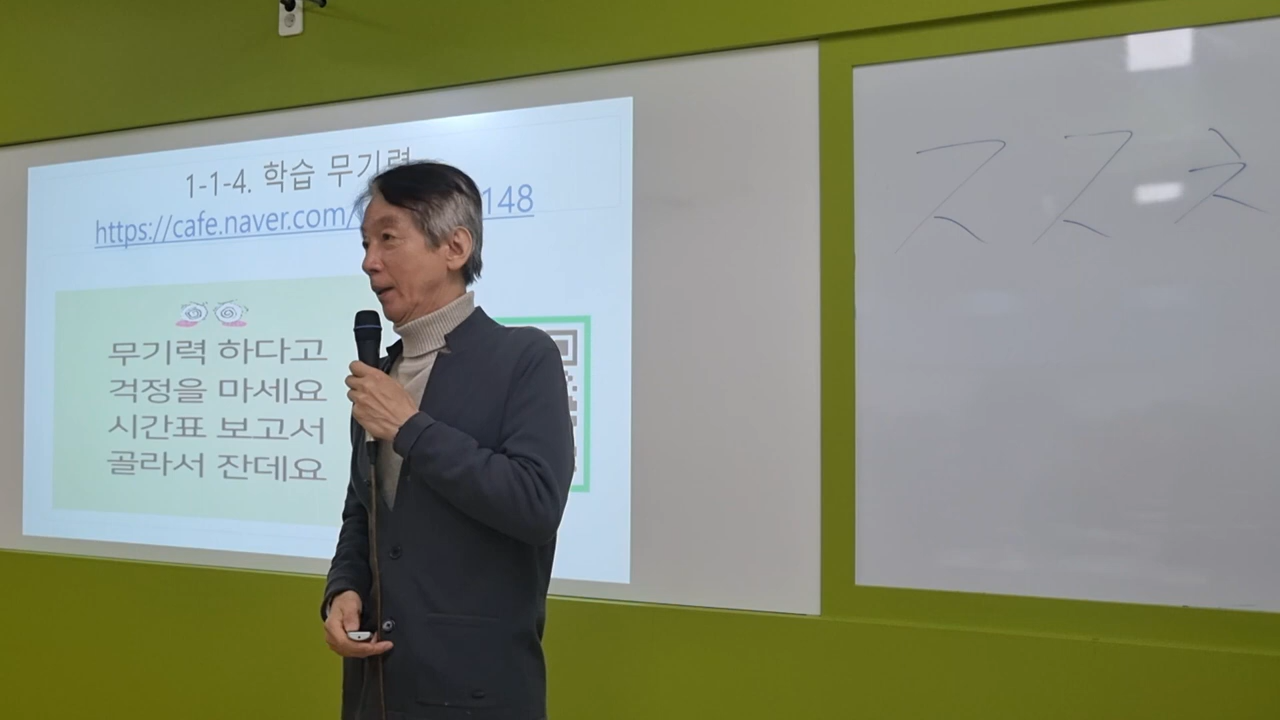 1-1-4. 학습 무기력
https://cafe.naver.com/
148
무기력 하다고
걱정을 마세요
시간표 보고서
골라서 잔데요
ㅈ ㅈ ㅊ